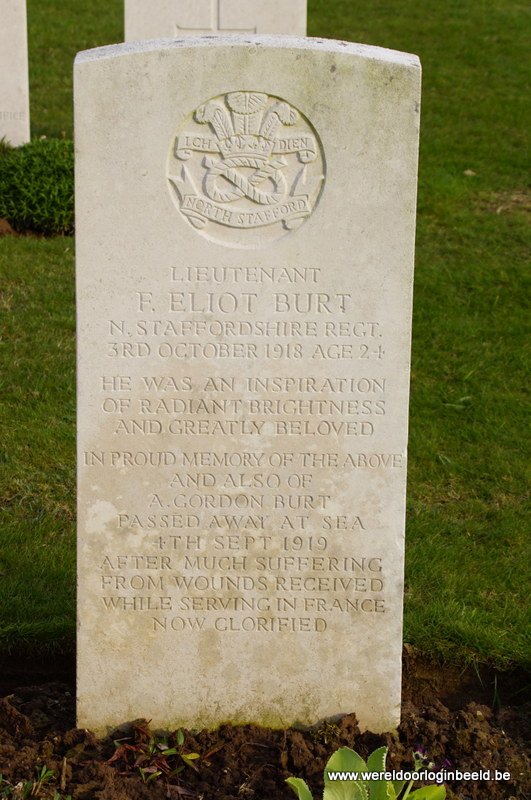 ICH DIEN
NORTH STAFFORD
LIEUTENANT
F. ELIOT BURT
N. STAFFORDSHIRE REGT.
3RD OCTOBER 1918 AGE 24
HE WAS AN INSPIRATION
OF RADIANT BRIGHTNESS
AND GREATLY BELOVED
IN PROUD MEMORY OF THE ABOVE
AND ALSO OF
A. GORDON BURT
PASSED AWAY AT SEA
4TH SEPT 1919
AFTER MUCH SUFFERING
FROM WOUNDS RECEIVED
WHILE SERVING IN FRANCE
NOW GLORIFIED
www.wereldoorloginbeeld.be